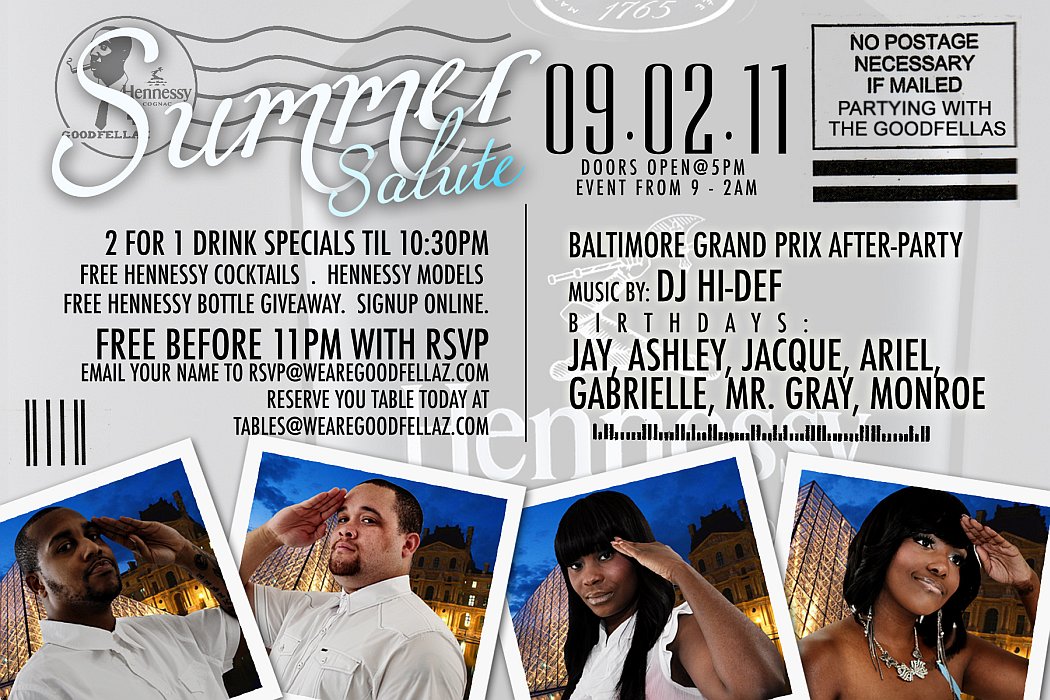 Hennessy
COGNAC
GOODFELLAZ
Summer
Salute
09.02.11
DOORS OPEN@5PM
EVENT FROM 9 - 2AM
1765
NO POSTAGE
NECESSARY
IF MAILED
PARTYING WITH
THE GOODFELLAS
2 FOR 1 DRINK SPECIALS TIL 10:30PM
FREE HENNESSY COCKTAILS . HENNESSY MODELS
FREE HENNESSY BOTTLE GIVEAWAY. SIGNUP ONLINE.
FREE BEFORE 11PM WITH RSVP
EMAIL YOUR NAME TO RSVP@WEAREGOODFELLAZ.COM
RESERVE YOU TABLE TODAY AT
TABLES@WEAREGOODFELLAZ.COM
BALTIMORE GRAND PRIX AFTER-PARTY
MUSIC BY: DJ HI-DEF
BIRTHDAYS:
JAY, ASHLEY, JACQUE, ARIEL,
GABRIELLE, MR. GRAY, MONROE
Hennessy